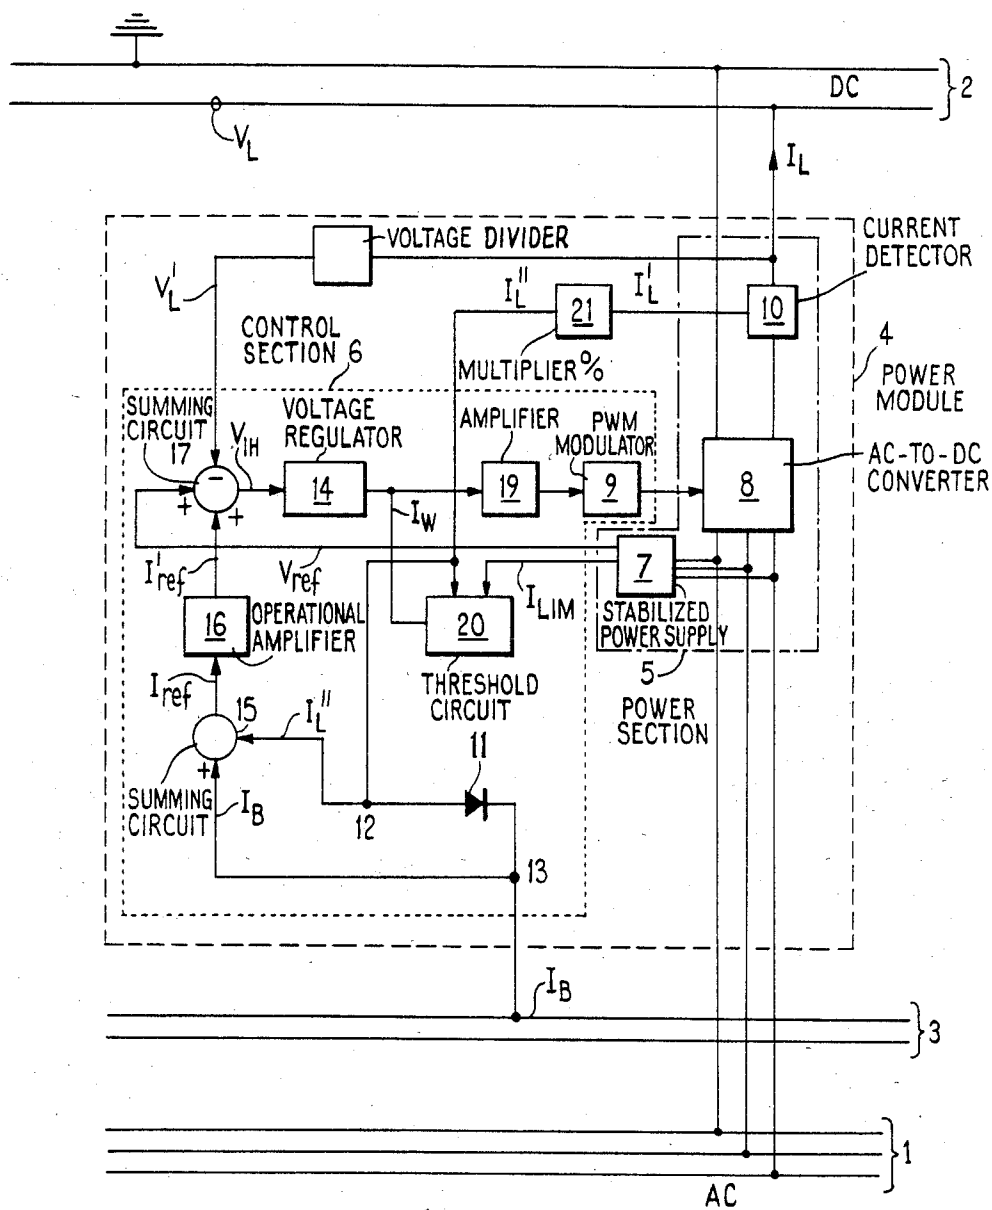 DC
2
V_L
I_L
VOLTAGE DIVIDER
CURRENT
DETECTOR
V'_L
I''_L
21
I'_L
10
CONTROL
SECTION 6
MULTIPLIER %
4
POWER
MODULE
SUMMING
CIRCUIT
17
VOLTAGE
REGULATOR
AMPLIFIER
PWM
MODULATOR
AC-TO-DC
CONVERTER
V_IH
−
+
+
14
19
9
8
I_W
I'_ref
V_ref
I_LIM
7
STABILIZED
POWER SUPPLY
16
OPERATIONAL
AMPLIFIER
20
THRESHOLD
CIRCUIT
5
POWER
SECTION
I_ref
15
I''_L
11
+
SUMMING
CIRCUIT
I_B
12
13
I_B
3
1
AC